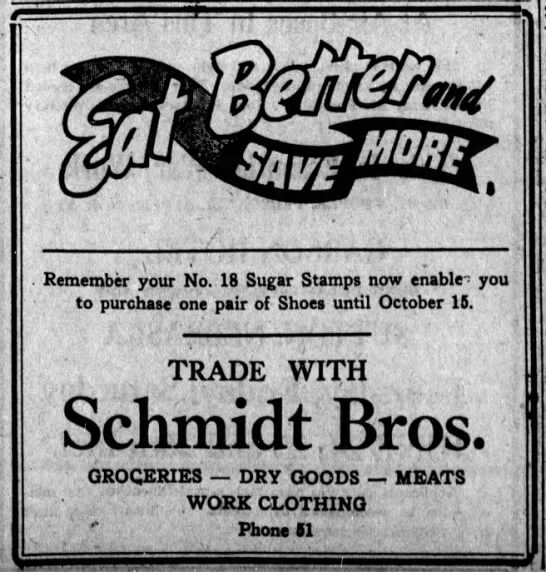 Eat Better and
SAVE MORE
Remember your No. 18 Sugar Stamps now enable you
to purchase one pair of Shoes until October 15.
TRADE WITH
Schmidt Bros.
GROCERIES — DRY GOODS — MEATS
WORK CLOTHING
Phone 51